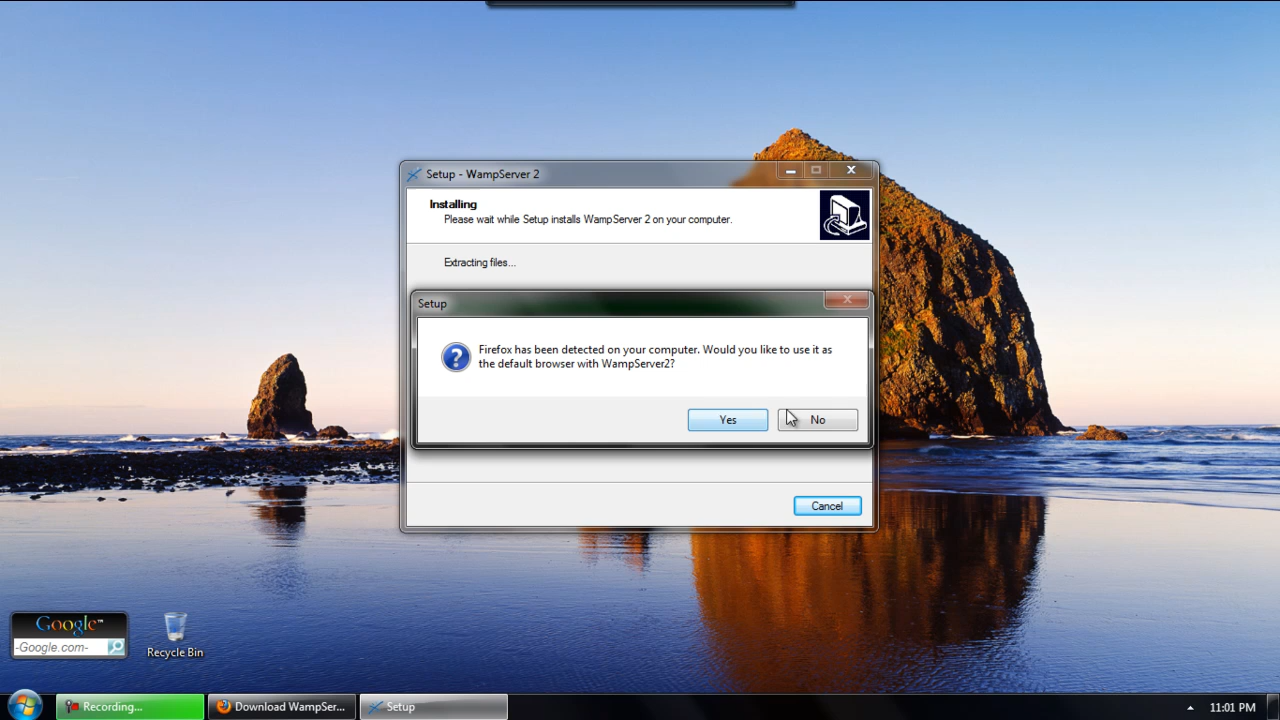 Setup - WampServer 2
Installing
Please wait while Setup installs WampServer 2 on your computer.
Extracting files...
Setup
Firefox has been detected on your computer. Would you like to use it as
the default browser with WampServer2?
Yes
No
Cancel
Google™
-Google.com-
Recycle Bin
Recording...
Download WampSer...
Setup
11:01 PM